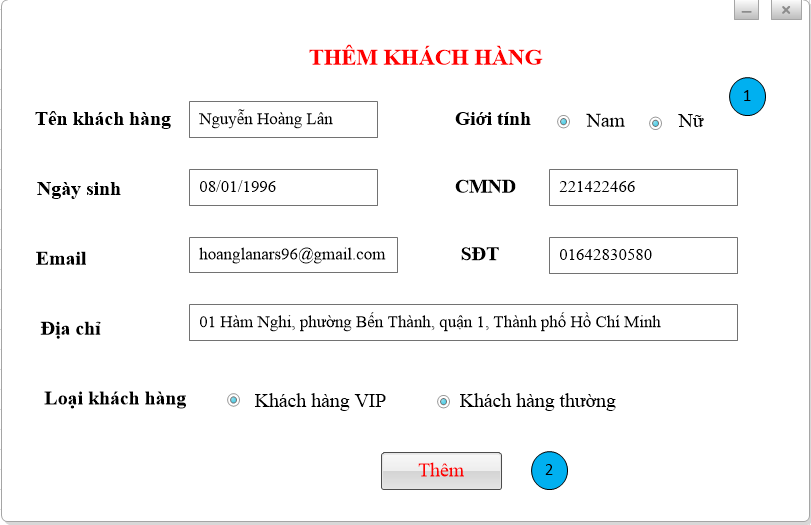 THÊM KHÁCH HÀNG
1
Tên khách hàng Nguyễn Hoàng Lân Giới tính Nam Nữ
Ngày sinh 08/01/1996 CMND 221422466
Email hoanglanars96@gmail.com SĐT 01642830580
Địa chỉ 01 Hàm Nghi, phường Bến Thành, quận 1, Thành phố Hồ Chí Minh
Loại khách hàng Khách hàng VIP Khách hàng thường
Thêm 2